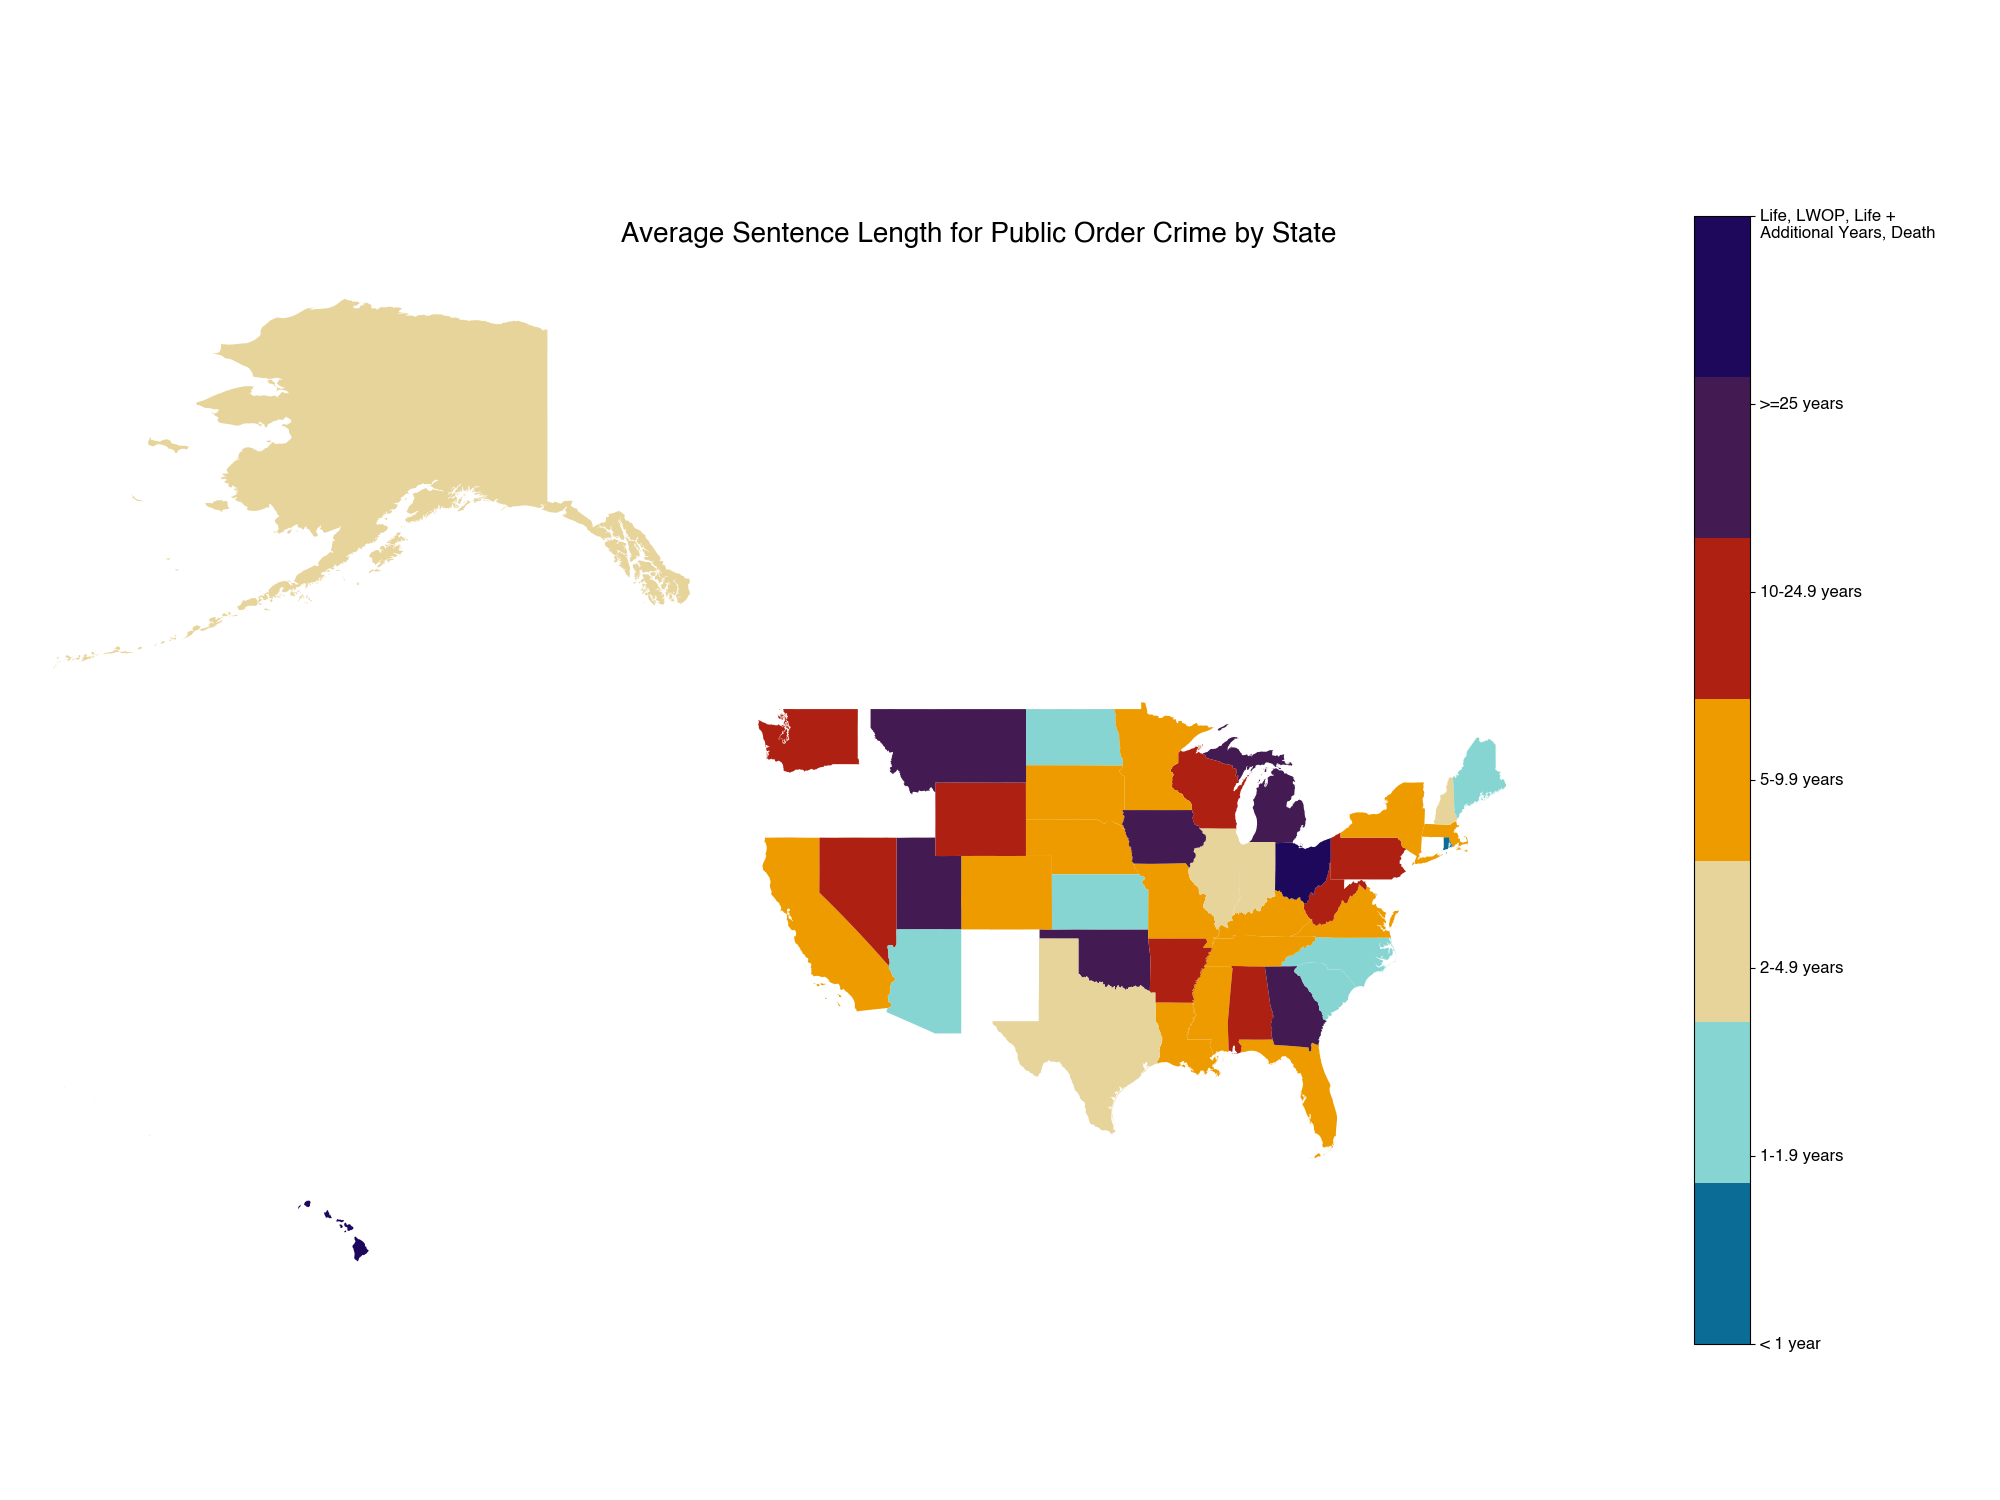 Average Sentence Length for Public Order Crime by State
Life, LWOP, Life +
Additional Years, Death
>=25 years
10-24.9 years
5-9.9 years
2-4.9 years
1-1.9 years
< 1 year